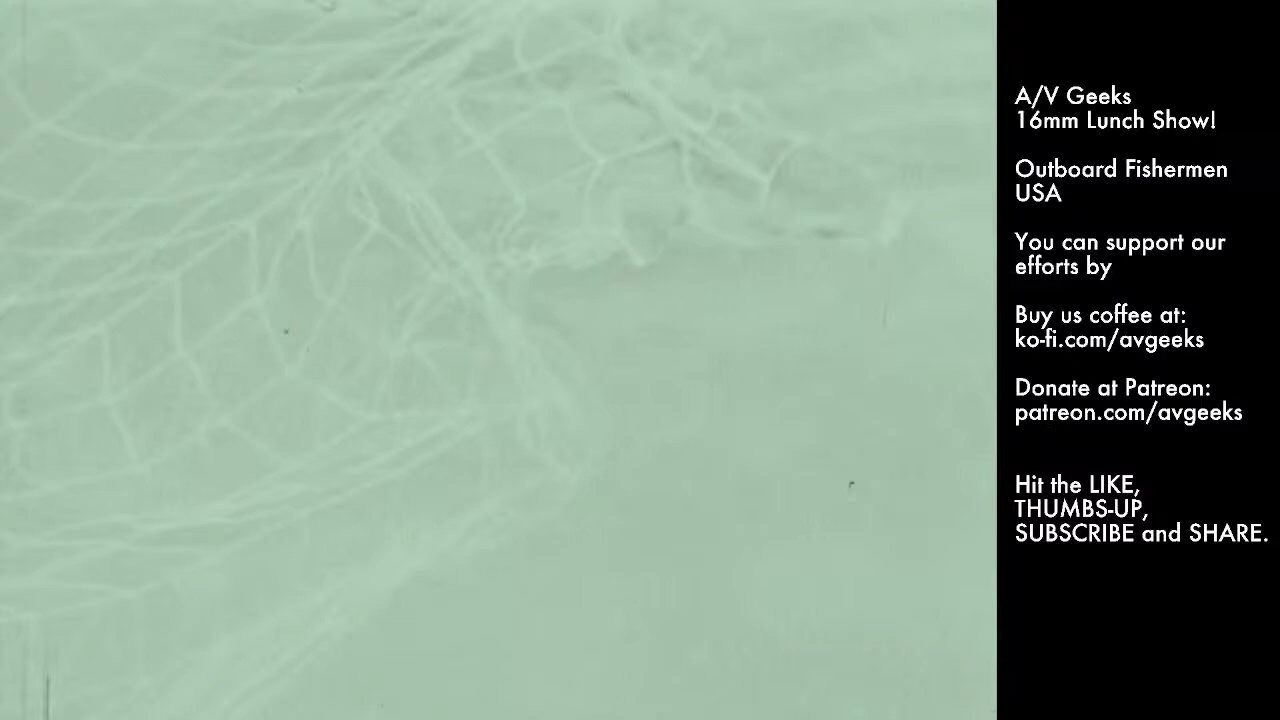 A/V Geeks
16mm Lunch Show!
Outboard Fishermen
USA
You can support our
efforts by
Buy us coffee at:
ko-fi.com/avgeeks
Donate at Patreon:
patreon.com/avgeeks
Hit the LIKE,
THUMBS-UP,
SUBSCRIBE and SHARE.